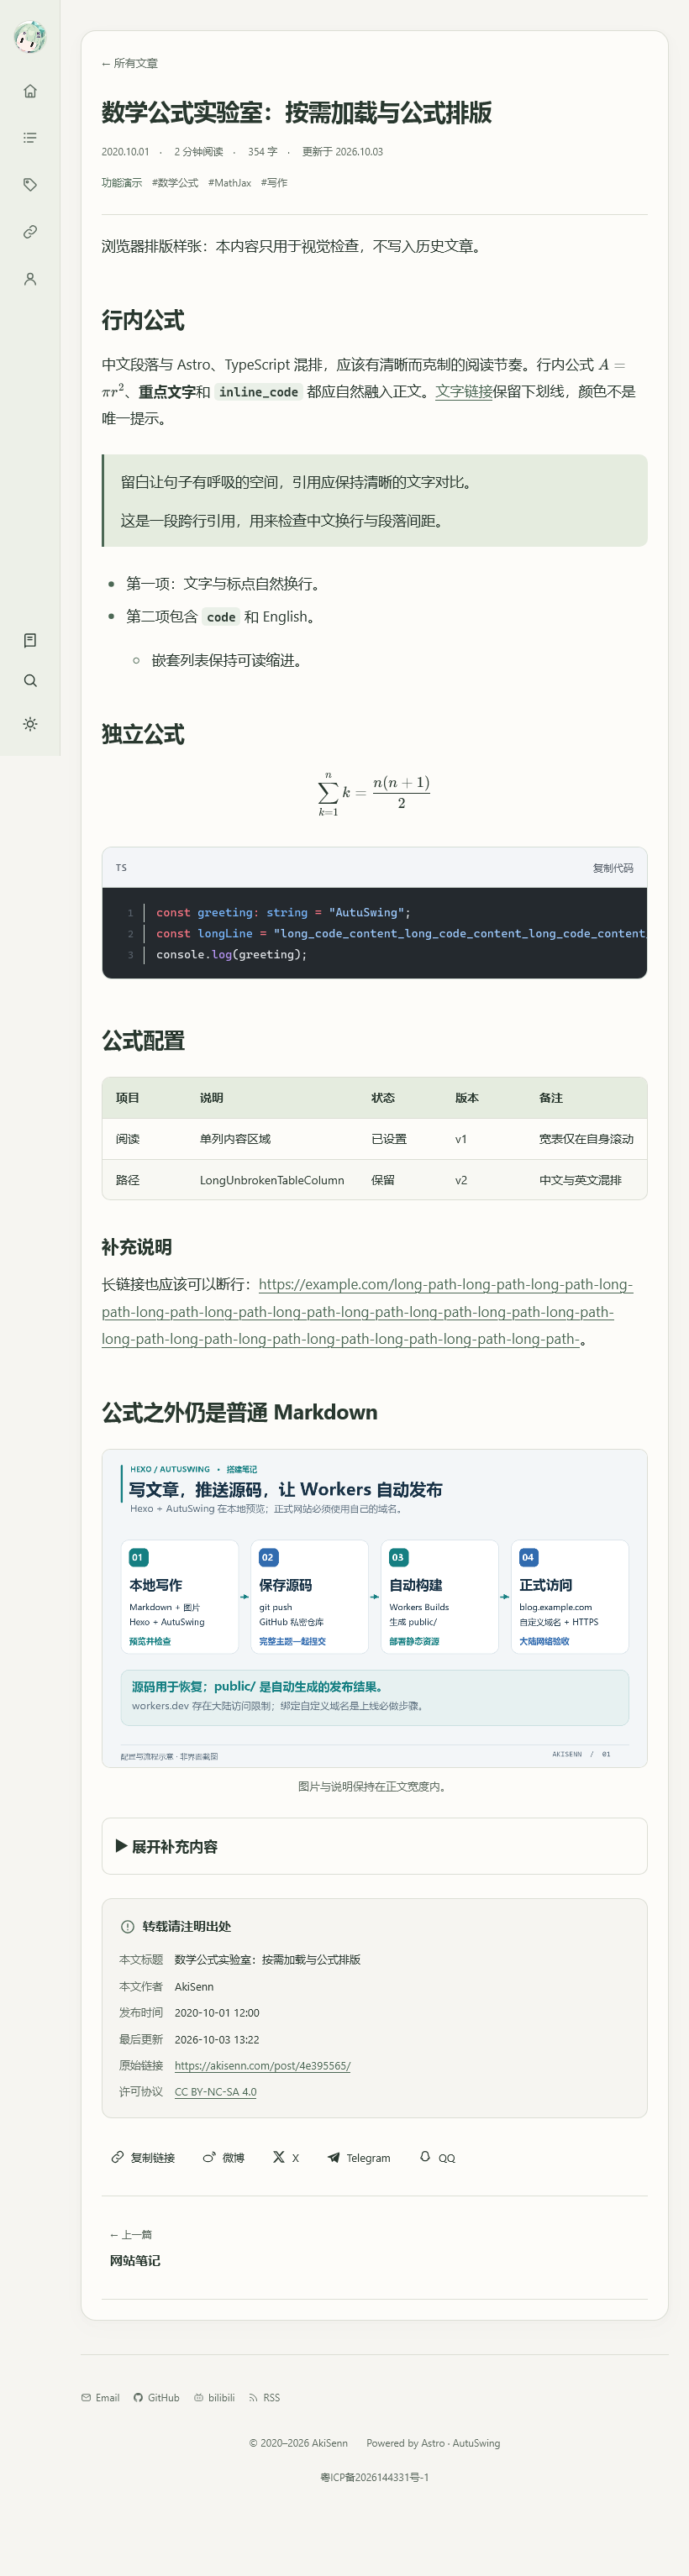 ← 所有文章
数学公式实验室：按需加载与公式排版
2020.10.01 · 2 分钟阅读 · 354 字 · 更新于 2026.10.03
功能演示 #数学公式 #MathJax #写作
浏览器排版样张：本内容只用于视觉检查，不写入历史文章。
行内公式
中文段落与 Astro、TypeScript 混排，应该有清晰而克制的阅读节奏。行内公式 A =
πr²、重点文字和 inline_code 都应自然融入正文。文字链接保留下划线，颜色不是
唯一提示。
留白让句子有呼吸的空间，引用应保持清晰的文字对比。
这是一段跨行引用，用来检查中文换行与段落间距。
第一项：文字与标点自然换行。
第二项包含 code 和 English。
嵌套列表保持可读缩进。
独立公式
∑_{k=1}^{n} k = n(n + 1) / 2
TS 复制代码
1 const greeting: string = "AutuSwing";
2 const longLine = "long_code_content_long_code_content_long_code_content_
3 console.log(greeting);
公式配置
项目 说明 状态 版本 备注
阅读 单列内容区域 已设置 v1 宽表仅在自身滚动
路径 LongUnbrokenTableColumn 保留 v2 中文与英文混排
补充说明
长链接也应该可以断行：https://example.com/long-path-long-path-long-path-long-
path-long-path-long-path-long-path-long-path-long-path-long-path-long-path-
long-path-long-path-long-path-long-path-long-path-long-path-long-path-。
公式之外仍是普通 Markdown
HEXO / AUTUSWING • 搭建笔记
写文章，推送源码，让 Workers 自动发布
Hexo + AutuSwing 在本地预览；正式网站必须使用自己的域名。
01 02 03 04
本地写作 保存源码 自动构建 正式访问
Markdown + 图片 git push Workers Builds blog.example.com
Hexo + AutuSwing GitHub 私密仓库 生成 public/ 自定义域名 + HTTPS
预览并检查 完整主题一起提交 部署静态资源 大陆网络验收
源码用于恢复；public/ 是自动生成的发布结果。
workers.dev 存在大陆访问限制；绑定自定义域名是上线必做步骤。
配置与流程示意 · 非界面截图 AKISENN / 01
图片与说明保持在正文宽度内。
▶ 展开补充内容
转载请注明出处
本文标题 数学公式实验室：按需加载与公式排版
本文作者 AkiSenn
发布时间 2020-10-01 12:00
最后更新 2026-10-03 13:22
原始链接 https://akisenn.com/post/4e395565/
许可协议 CC BY-NC-SA 4.0
复制链接 微博 X Telegram QQ
← 上一篇
网站笔记
Email GitHub bilibili RSS
© 2020–2026 AkiSenn Powered by Astro · AutuSwing
粤ICP备2026144331号-1